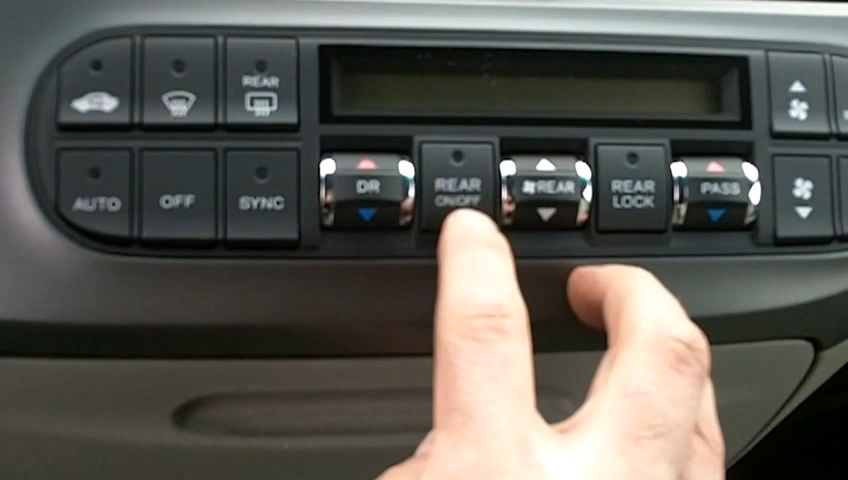 REAR
AUTO
OFF
SYNC
DR
REAR
ON/OFF
REAR
REAR
LOCK
PASS